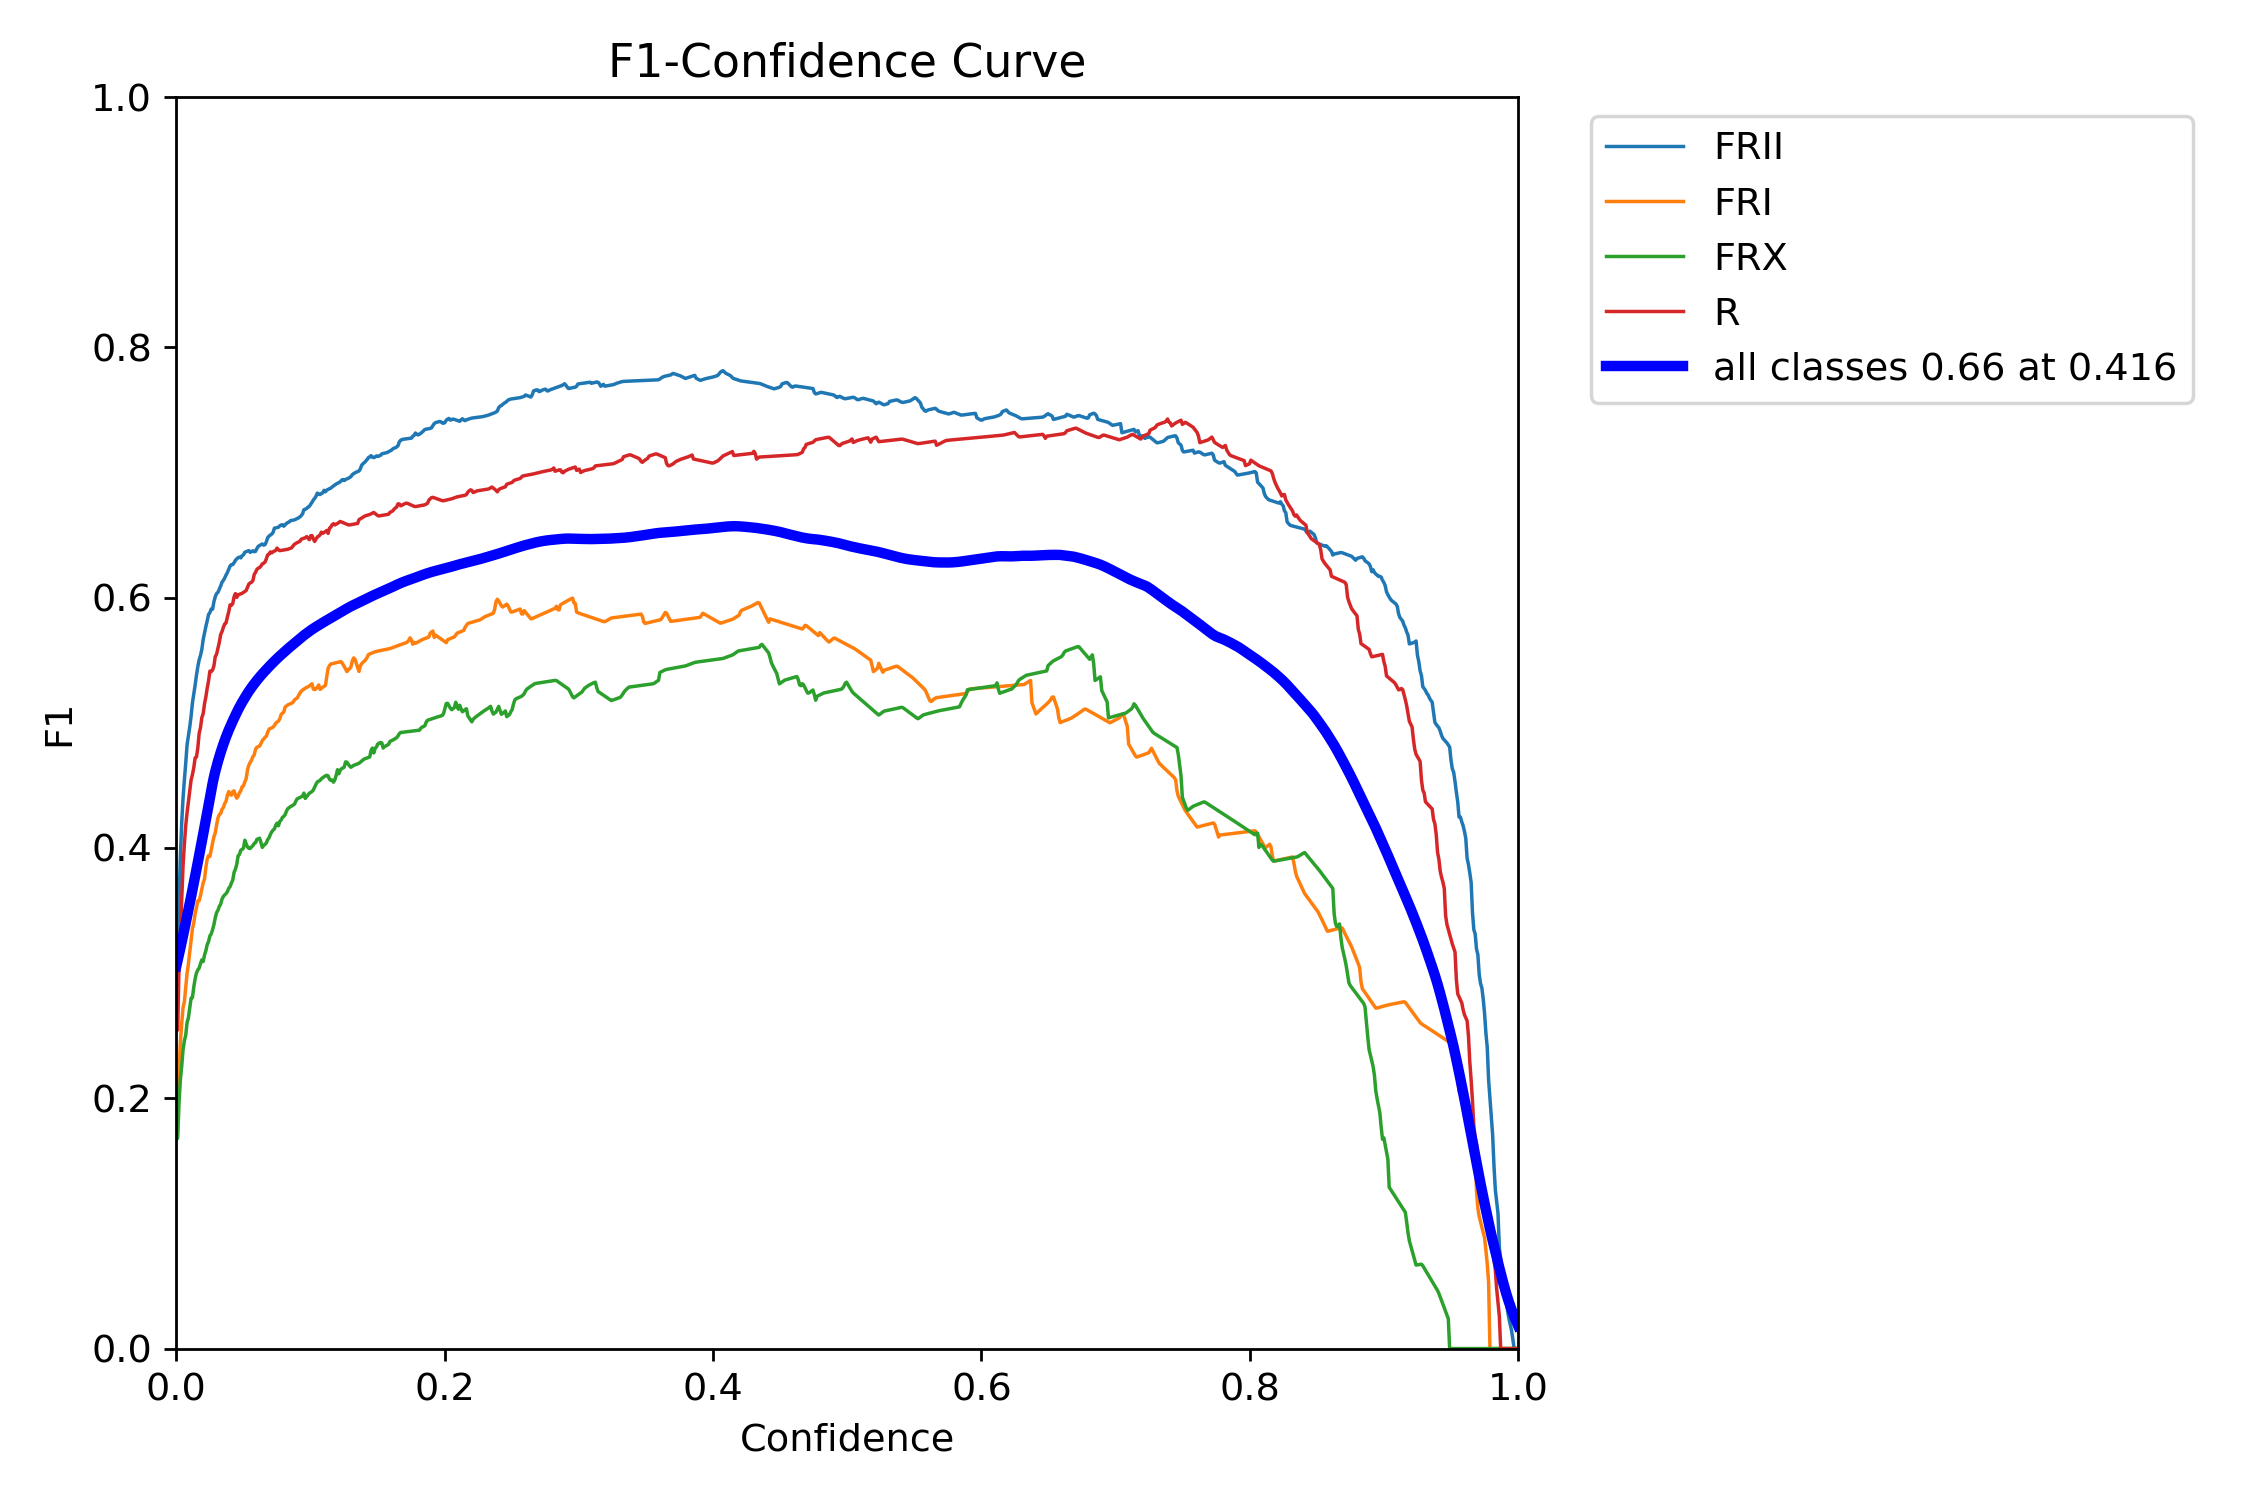 F1-Confidence Curve
FRII
FRI
FRX
R
all classes 0.66 at 0.416
F1
1.0
0.8
0.6
0.4
0.2
0.0
0.0 0.2 0.4 0.6 0.8 1.0
Confidence